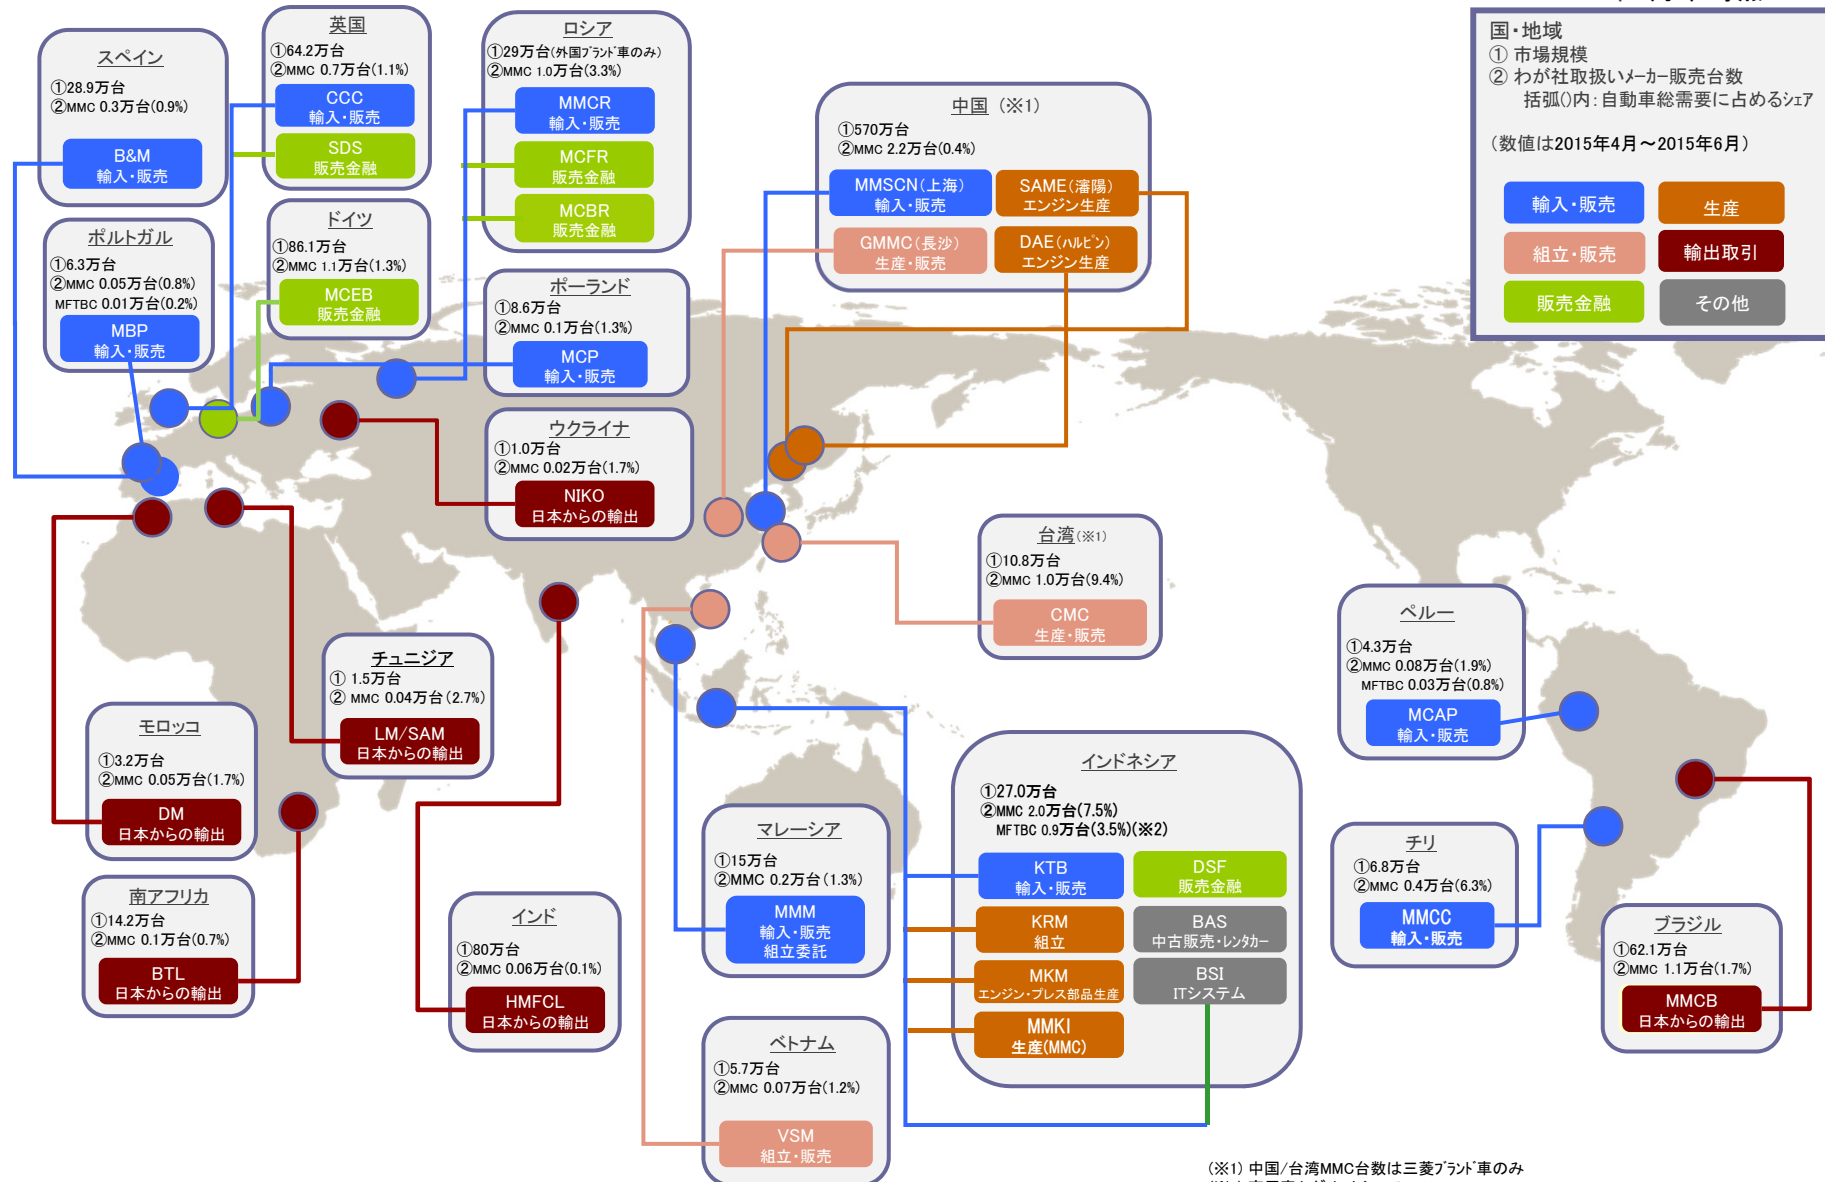 スペイン
①28.9万台
②MMC 0.3万台(0.9%)
B&M
輸入・販売
英国
①64.2万台
②MMC 0.7万台(1.1%)
CCC
輸入・販売
SDS
販売金融
ロシア
①29万台(外国ブランド車のみ)
②MMC 1.0万台(3.3%)
MMCR
輸入・販売
MCFR
販売金融
MCBR
販売金融
中国 (※1)
①570万台
②MMC 2.2万台(0.4%)
MMSCN(上海)
輸入・販売
SAME(瀋陽)
エンジン生産
GMMC(長沙)
生産・販売
DAE(ハルピン)
エンジン生産
国・地域
① 市場規模
② わが社取扱いメーカー販売台数
括弧()内:自動車総需要に占めるシェア
(数値は2015年4月～2015年6月)
輸入・販売
生産
組立・販売
輸出取引
販売金融
その他
ポルトガル
①6.3万台
②MMC 0.05万台(0.8%)
MFTBC 0.01万台(0.2%)
MBP
輸入・販売
ドイツ
①86.1万台
②MMC 1.1万台(1.3%)
MCEB
販売金融
ポーランド
①8.6万台
②MMC 0.1万台(1.3%)
MCP
輸入・販売
ウクライナ
①1.0万台
②MMC 0.02万台(1.7%)
NIKO
日本からの輸出
台湾(※1)
①10.8万台
②MMC 1.0万台(9.4%)
CMC
生産・販売
ペルー
①4.3万台
②MMC 0.08万台(1.9%)
MFTBC 0.03万台(0.8%)
MCAP
輸入・販売
チュニジア
① 1.5万台
② MMC 0.04万台(2.7%)
LM/SAM
日本からの輸出
モロッコ
①3.2万台
②MMC 0.05万台(1.7%)
DM
日本からの輸出
南アフリカ
①14.2万台
②MMC 0.1万台(0.7%)
BTL
日本からの輸出
インド
①80万台
②MMC 0.06万台(0.1%)
HMFCL
日本からの輸出
マレーシア
①15万台
②MMC 0.2万台(1.3%)
MMM
輸入・販売
組立委託
ベトナム
①5.7万台
②MMC 0.07万台(1.2%)
VSM
組立・販売
インドネシア
①27.0万台
②MMC 2.0万台(7.5%)
MFTBC 0.9万台(3.5%)(※2)
KTB
輸入・販売
DSF
販売金融
KRM
組立
BAS
中古販売・レンタカー
MKM
エンジン・プレス部品生産
BSI
ITシステム
MMKI
生産(MMC)
チリ
①6.8万台
②MMC 0.4万台(6.3%)
MMCC
輸入・販売
ブラジル
①62.1万台
②MMC 1.1万台(1.7%)
MMCB
日本からの輸出
(※1) 中国/台湾MMC台数は三菱ブランド車のみ